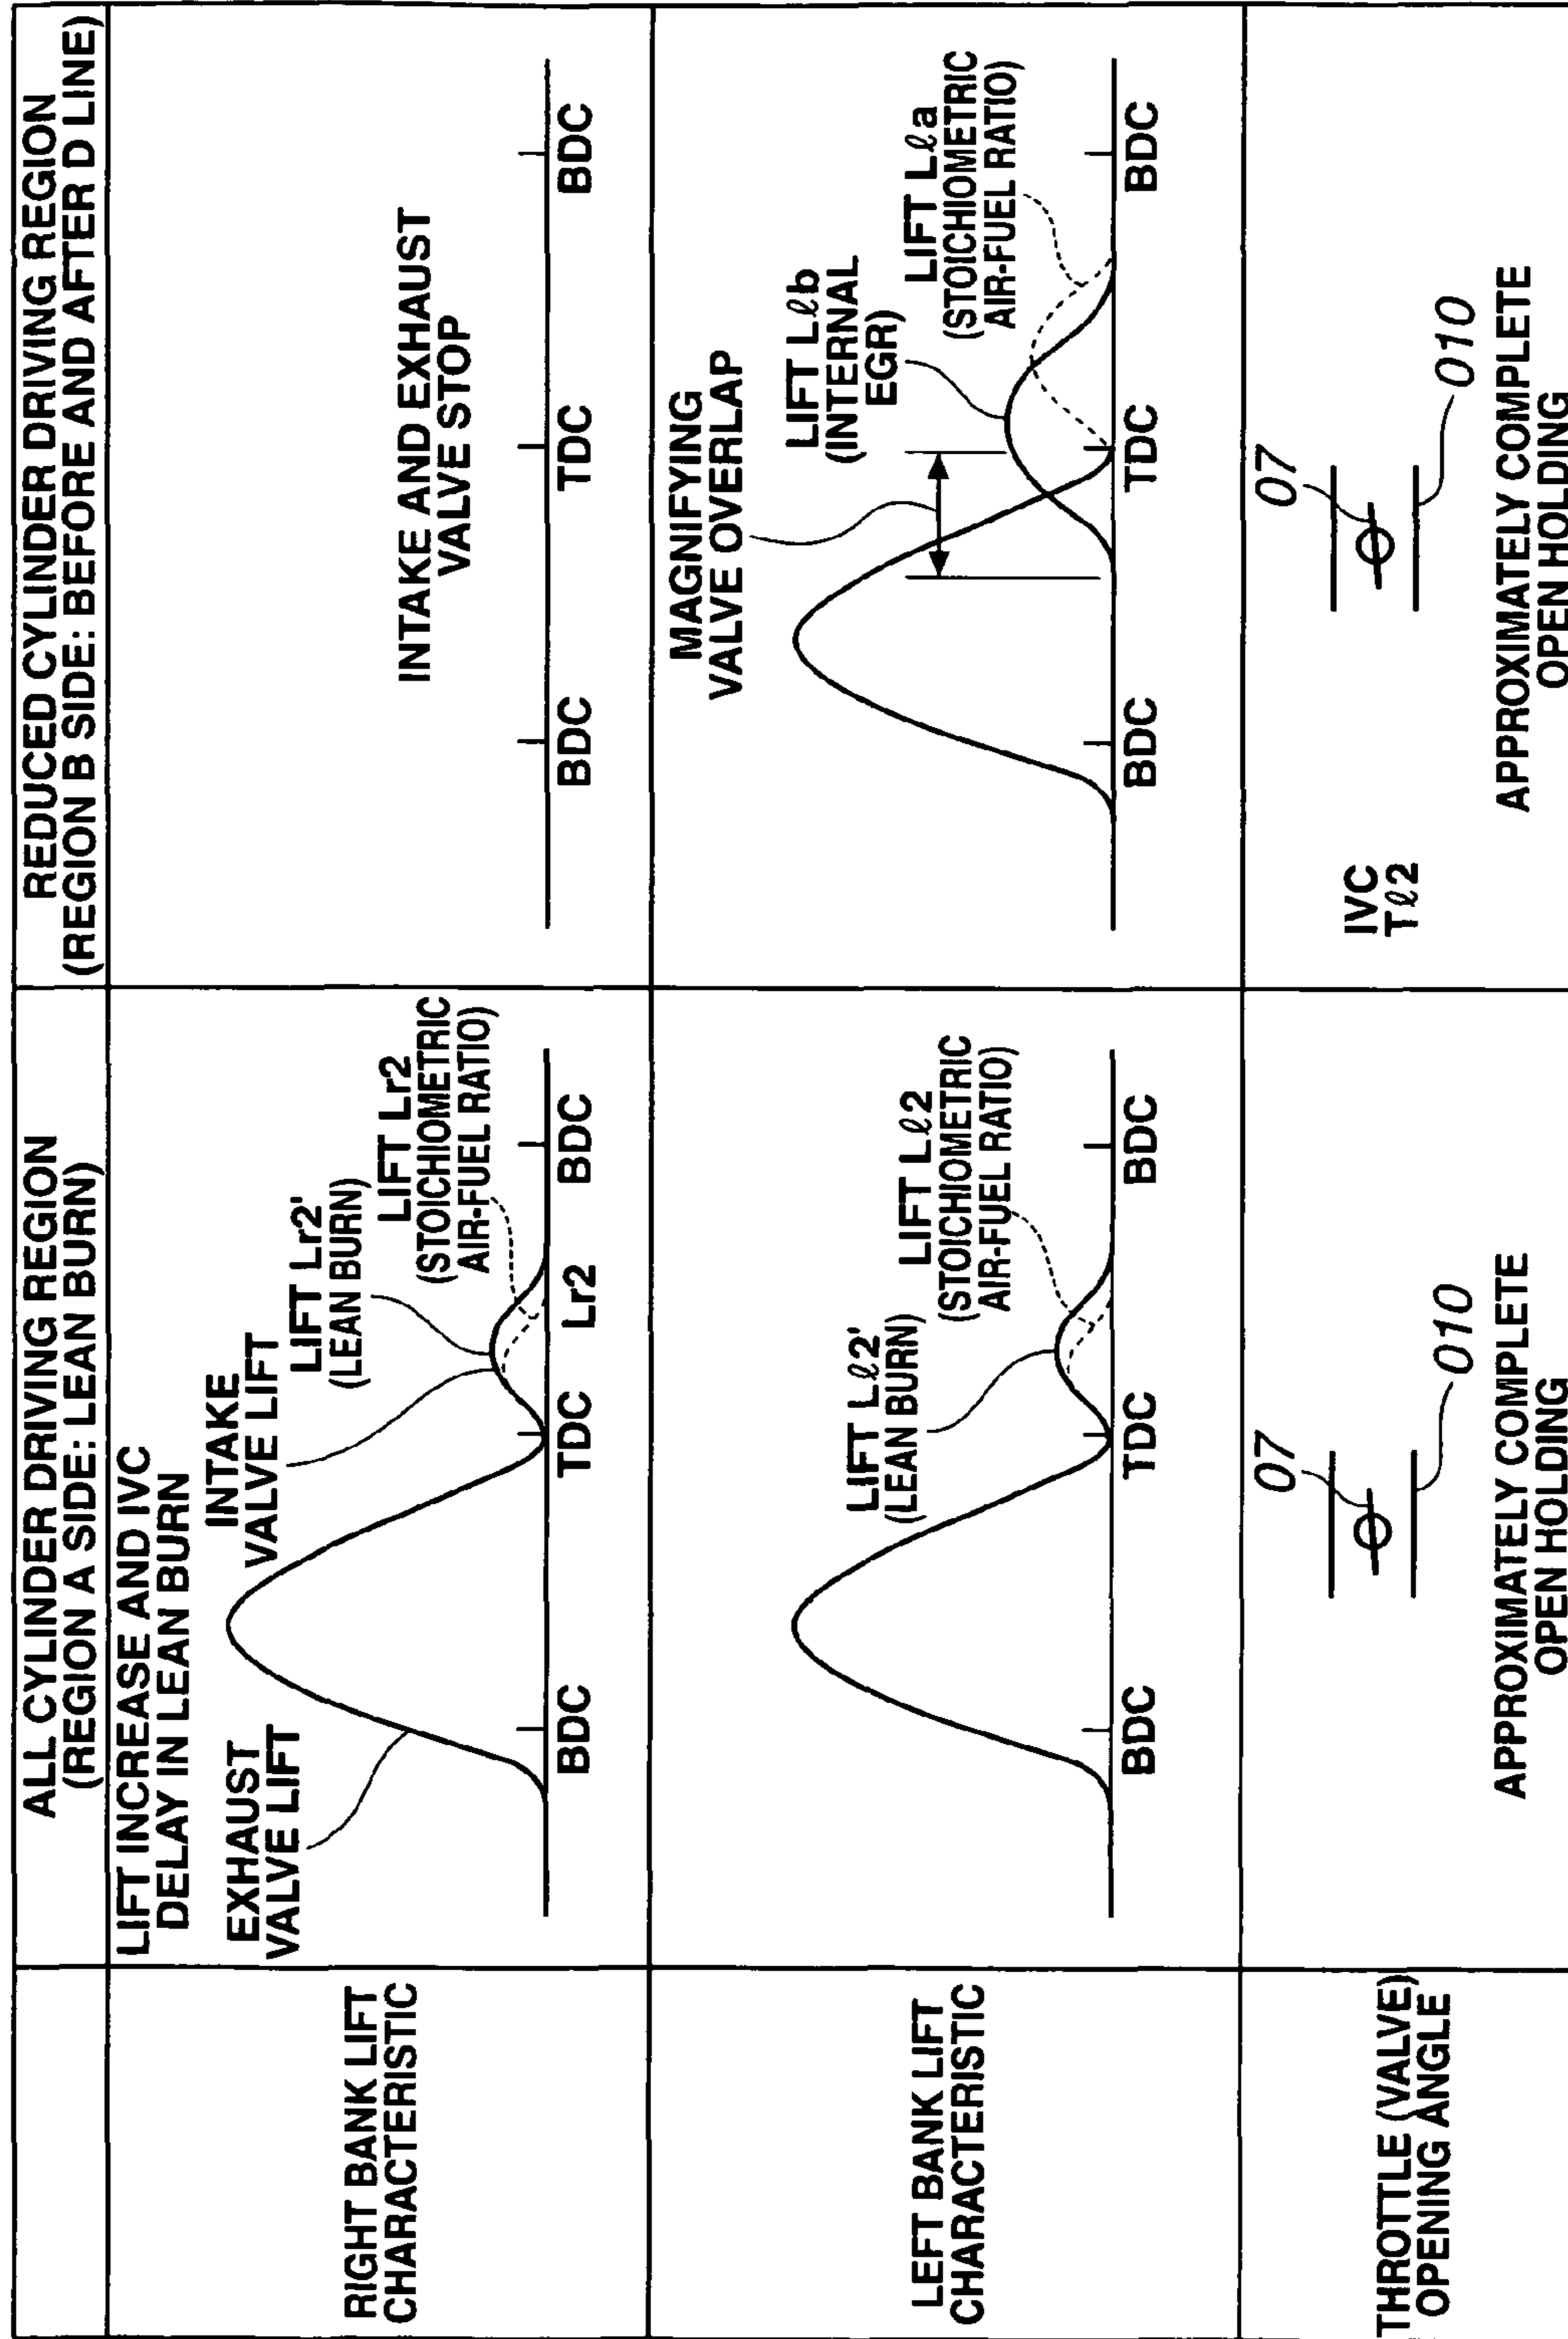 ALL CYLINDER DRIVING REGION
(REGION A SIDE: LEAN BURN)
REDUCED CYLINDER DRIVING REGION
(REGION B SIDE: BEFORE AND AFTER D LINE)
RIGHT BANK LIFT
CHARACTERISTIC
LIFT INCREASE AND IVC
DELAY IN LEAN BURN
EXHAUST
VALVE LIFT
INTAKE
VALVE LIFT
LIFT Lr2'
(LEAN BURN)
LIFT Lr2
(STOICHIOMETRIC
AIR-FUEL RATIO)
BDC
TDC
Lr2
BDC
INTAKE AND EXHAUST
VALVE STOP
BDC
TDC
BDC
LEFT BANK LIFT
CHARACTERISTIC
LIFT Lℓ2'
(LEAN BURN)
LIFT Lℓ2
(STOICHIOMETRIC
AIR-FUEL RATIO)
BDC
TDC
BDC
MAGNIFYING
VALVE OVERLAP
LIFT Lℓb
(INTERNAL
EGR)
LIFT Lℓa
(STOICHIOMETRIC
AIR-FUEL RATIO)
BDC
TDC
BDC
THROTTLE (VALVE)
OPENING ANGLE
07
010
APPROXIMATELY COMPLETE
OPEN HOLDING
IVC
Tℓ2
07
010
APPROXIMATELY COMPLETE
OPEN HOLDING